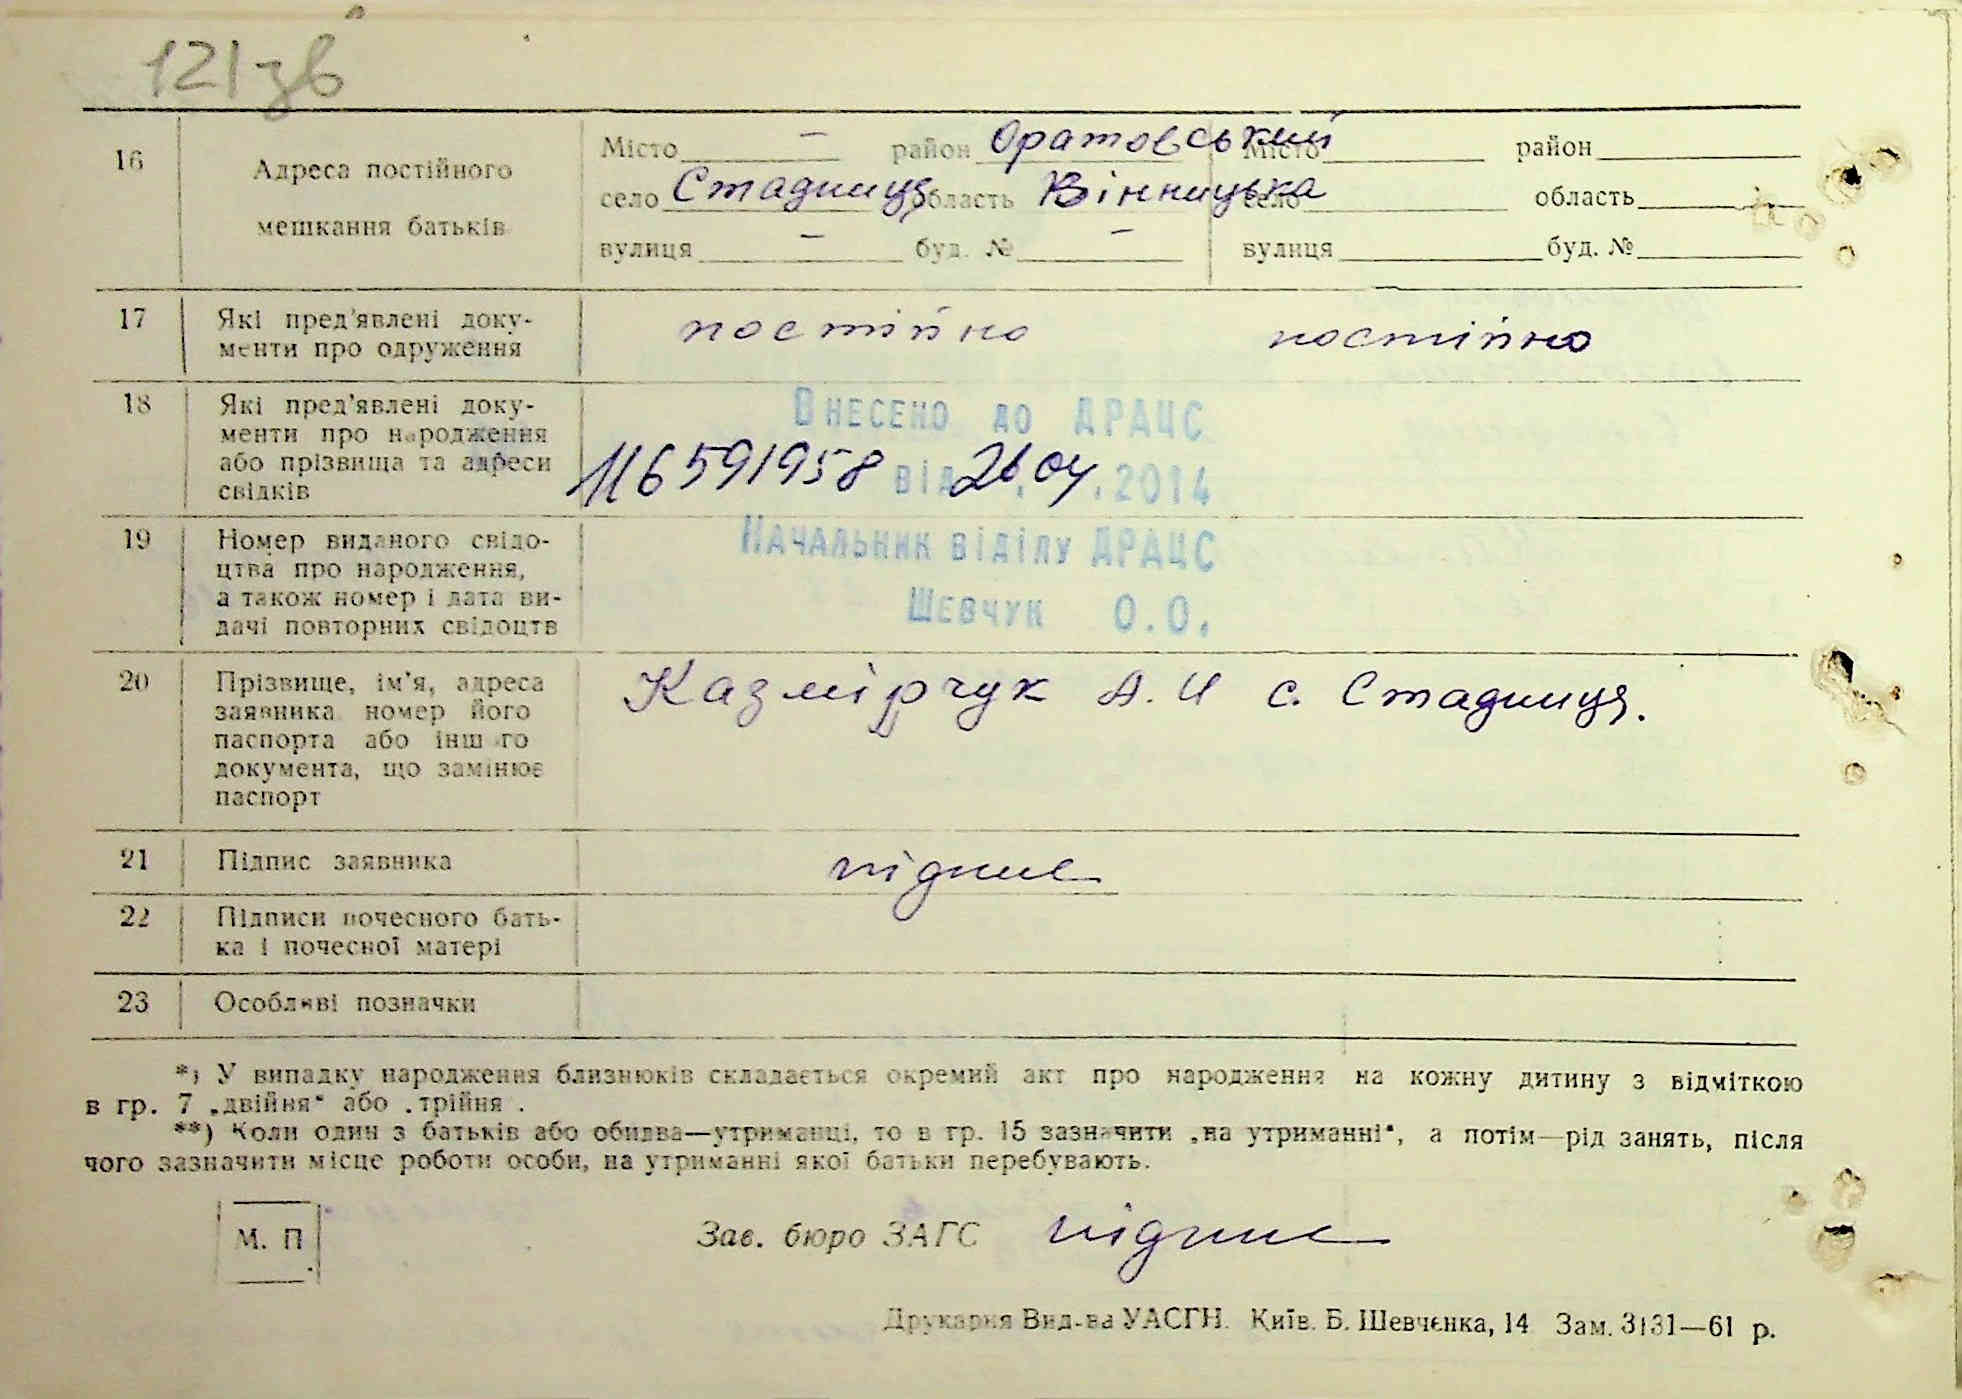 121 зв
16 Адреса постійного мешкання батьків
Місто – район Оратовський Місто район
село Стадниця область Вінницька село область
вулиця – буд. № – вулиця буд. №
17 Які пред'явлені доку-
менти про одруження
постійно постійно
18 Які пред'явлені доку-
менти про народження
або прізвища та адреси
свідків
Внесено до ДРАЦС
116591958 від 26.04.2014
Начальник відділу ДРАЦС
Шевчук О.О.
19 Номер виданого свідо-
цтва про народження,
а також номер і дата ви-
дачі повторних свідоцтв
20 Прізвище, ім'я, адреса
заявника номер його
паспорта або іншого
документа, що замінює
паспорт
Казмірчук А. И с. Стадниця.
21 Підпис заявника підпис
22 Підписи почесного бать-
ка і почесної матері
23 Особливі позначки
*) У випадку народження близнюків складається окремий акт про народження на кожну дитину з відміткою
в гр. 7 „двійня" або „трійня".
**) Коли один з батьків або обидва—утриманці, то в гр. 15 зазначити „на утриманні", а потім—рід занять, після
чого зазначити місце роботи особи, на утриманні якої батьки перебувають.
М. П
Зав. бюро ЗАГС підпис
Друкарня Вид-ва УАСГН. Київ. Б. Шевченка, 14 Зам. 3131—61 р.